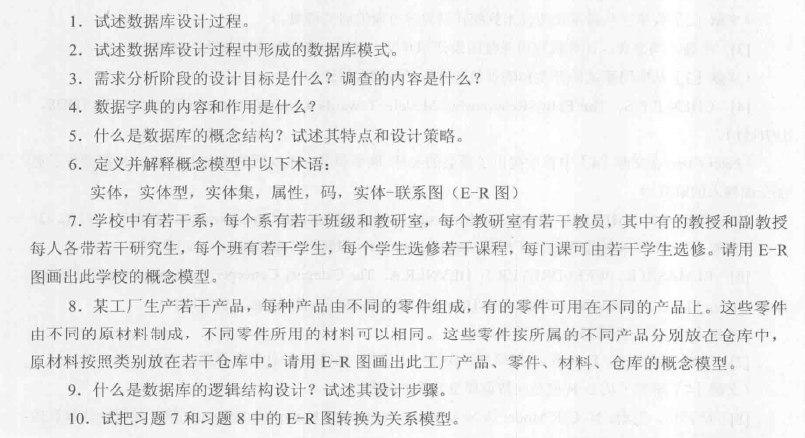 1. 试述数据库设计过程。
2. 试述数据库设计过程中形成的数据库模式。
3. 需求分析阶段的设计目标是什么？调查的内容是什么？
4. 数据字典的内容和作用是什么？
5. 什么是数据库的概念结构？试述其特点和设计策略。
6. 定义并解释概念模型中以下术语：
实体，实体型，实体集，属性，码，实体-联系图（E-R 图）
7. 学校中有若干系，每个系有若干班级和教研室，每个教研室有若干教员，其中有的教授和副教授
每人各带若干研究生，每个班有若干学生，每个学生选修若干课程，每门课可由若干学生选修。请用 E-R
图画出此学校的概念模型。
8. 某工厂生产若干产品，每种产品由不同的零件组成，有的零件可用在不同的产品上。这些零件
由不同的原材料制成，不同零件所用的材料可以相同。这些零件按所属的不同产品分别放在仓库中，
原材料按照类别放在若干仓库中。请用 E-R 图画出此工厂产品、零件、材料、仓库的概念模型。
9. 什么是数据库的逻辑结构设计？试述其设计步骤。
10. 试把习题 7 和习题 8 中的 E-R 图转换为关系模型。